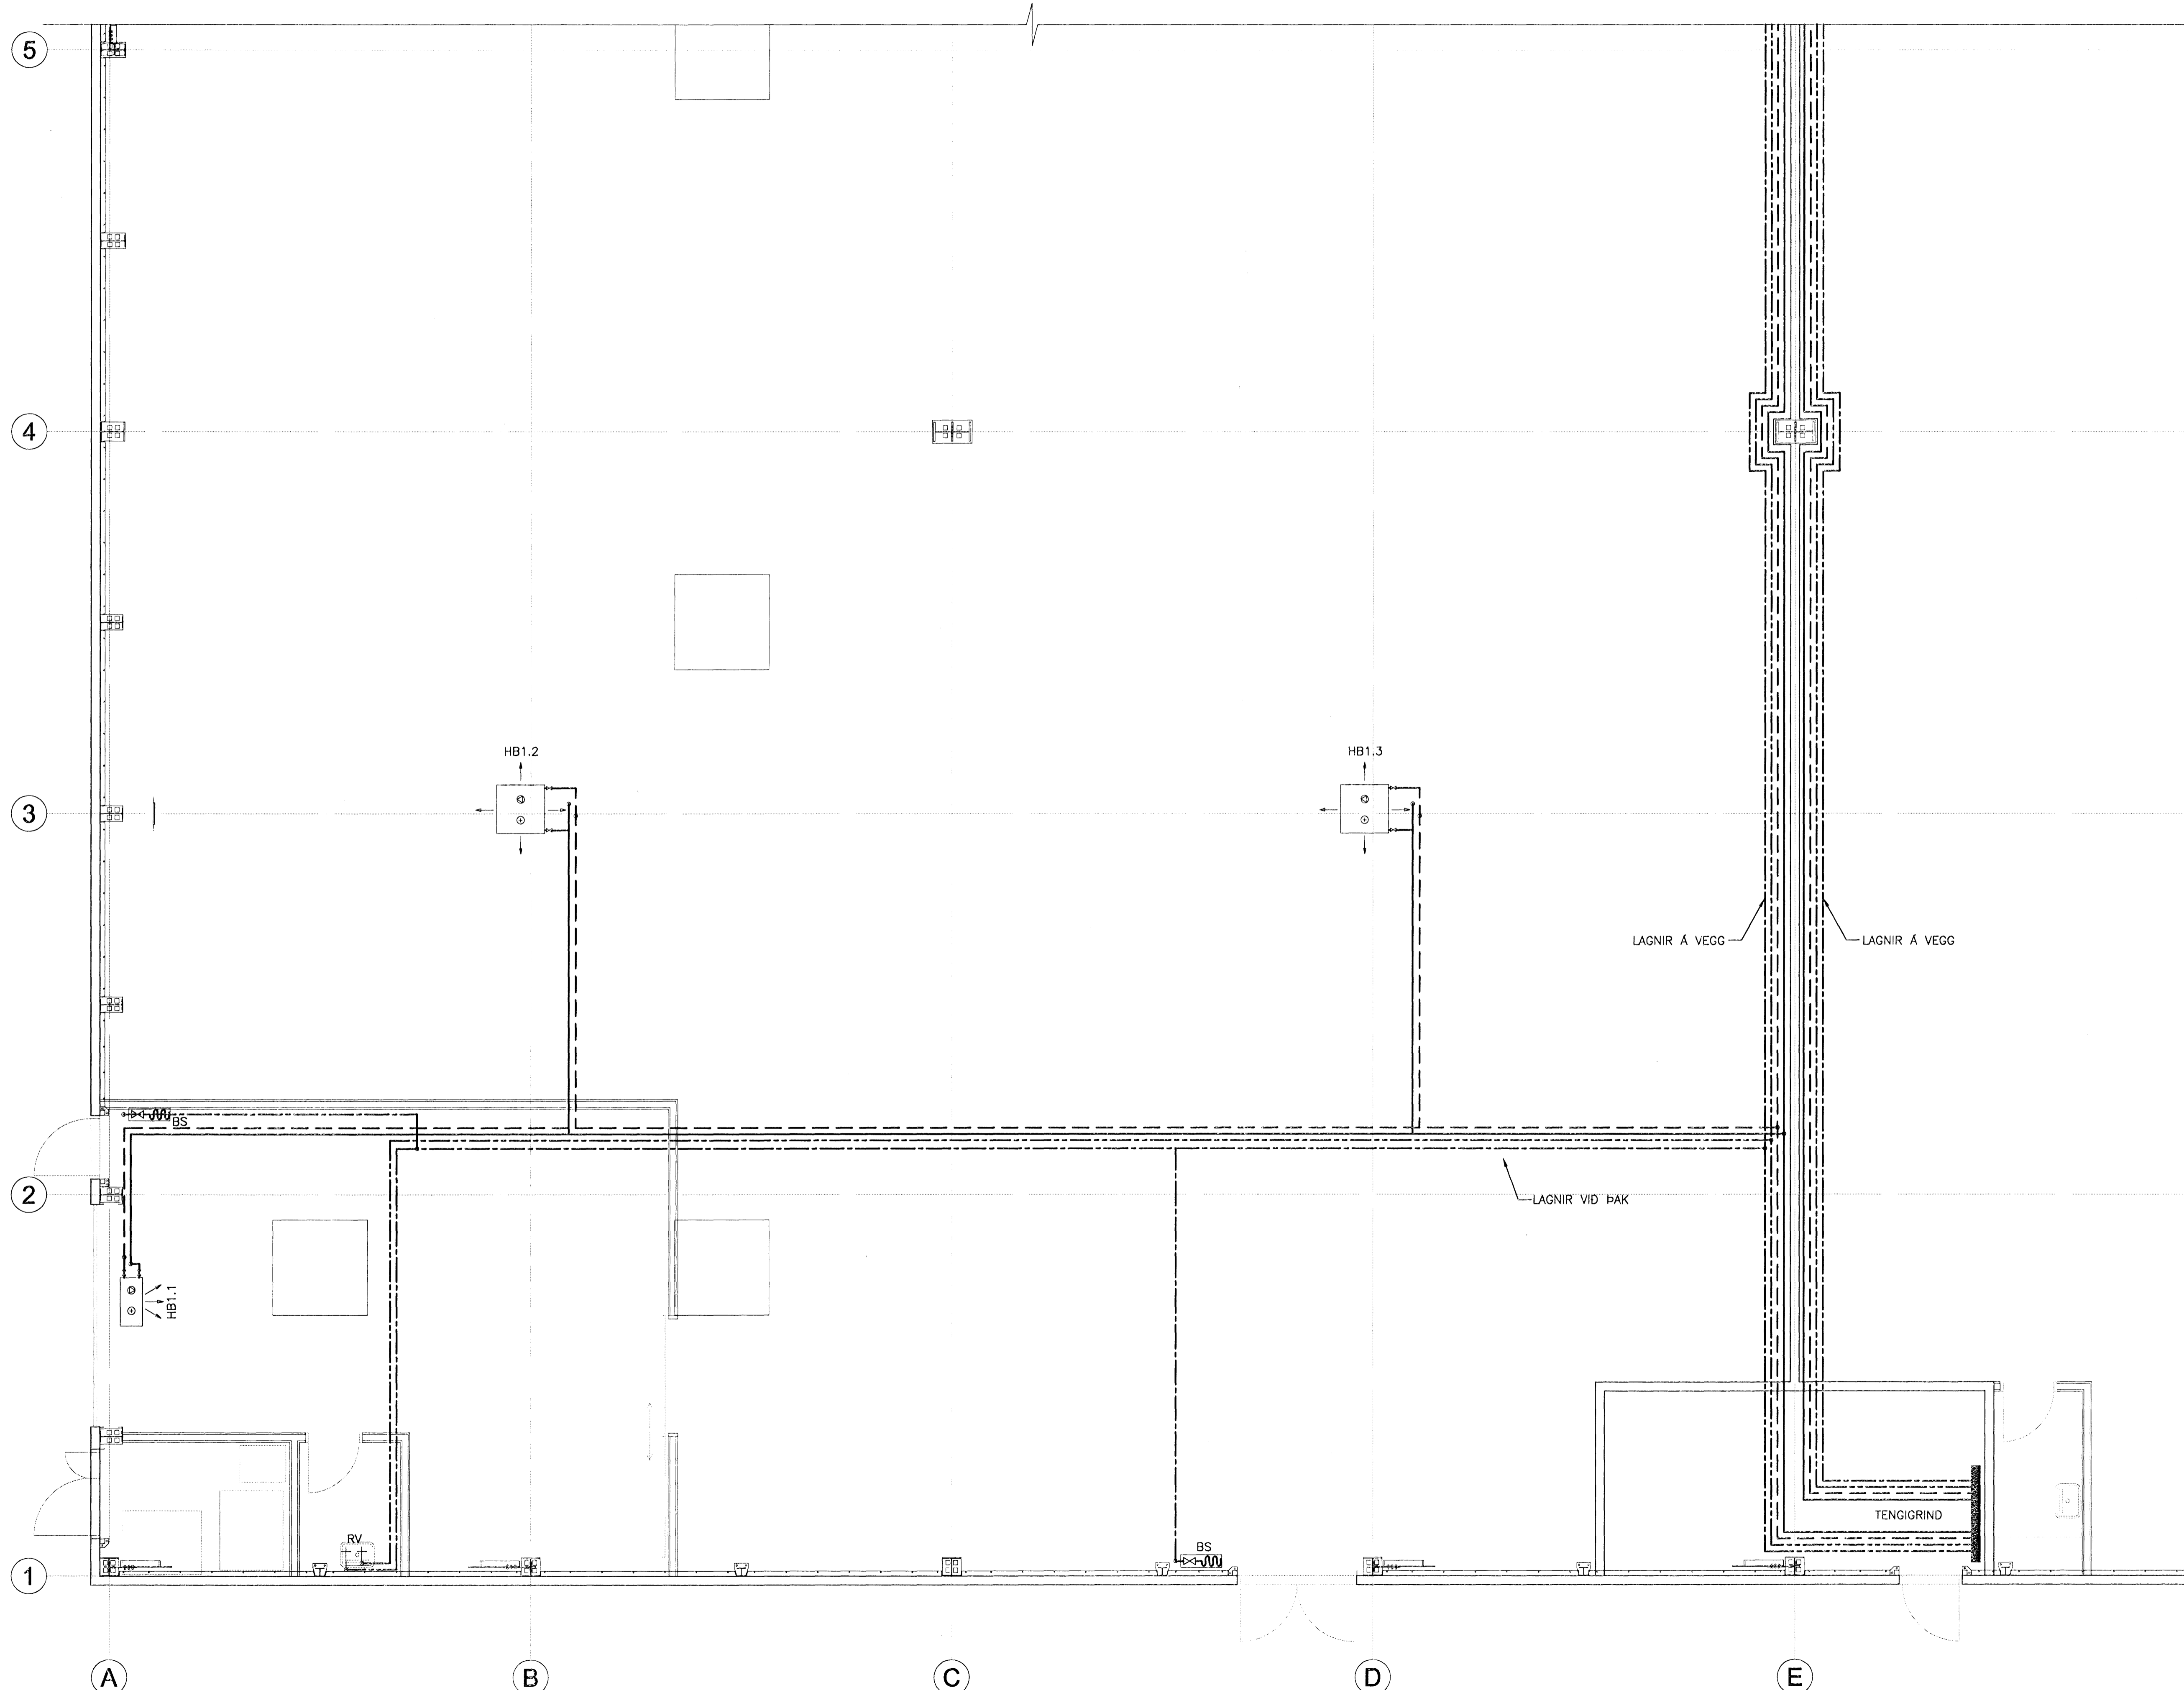 5
4
HB1.2
HB1.3
3
LAGNIR Á VEGG
LAGNIR Á VEGG
BS
2
LAGNIR VIÐ ÞAK
HB1.1
TENGIGRIND
RV
BS
1
A
B
C
D
E